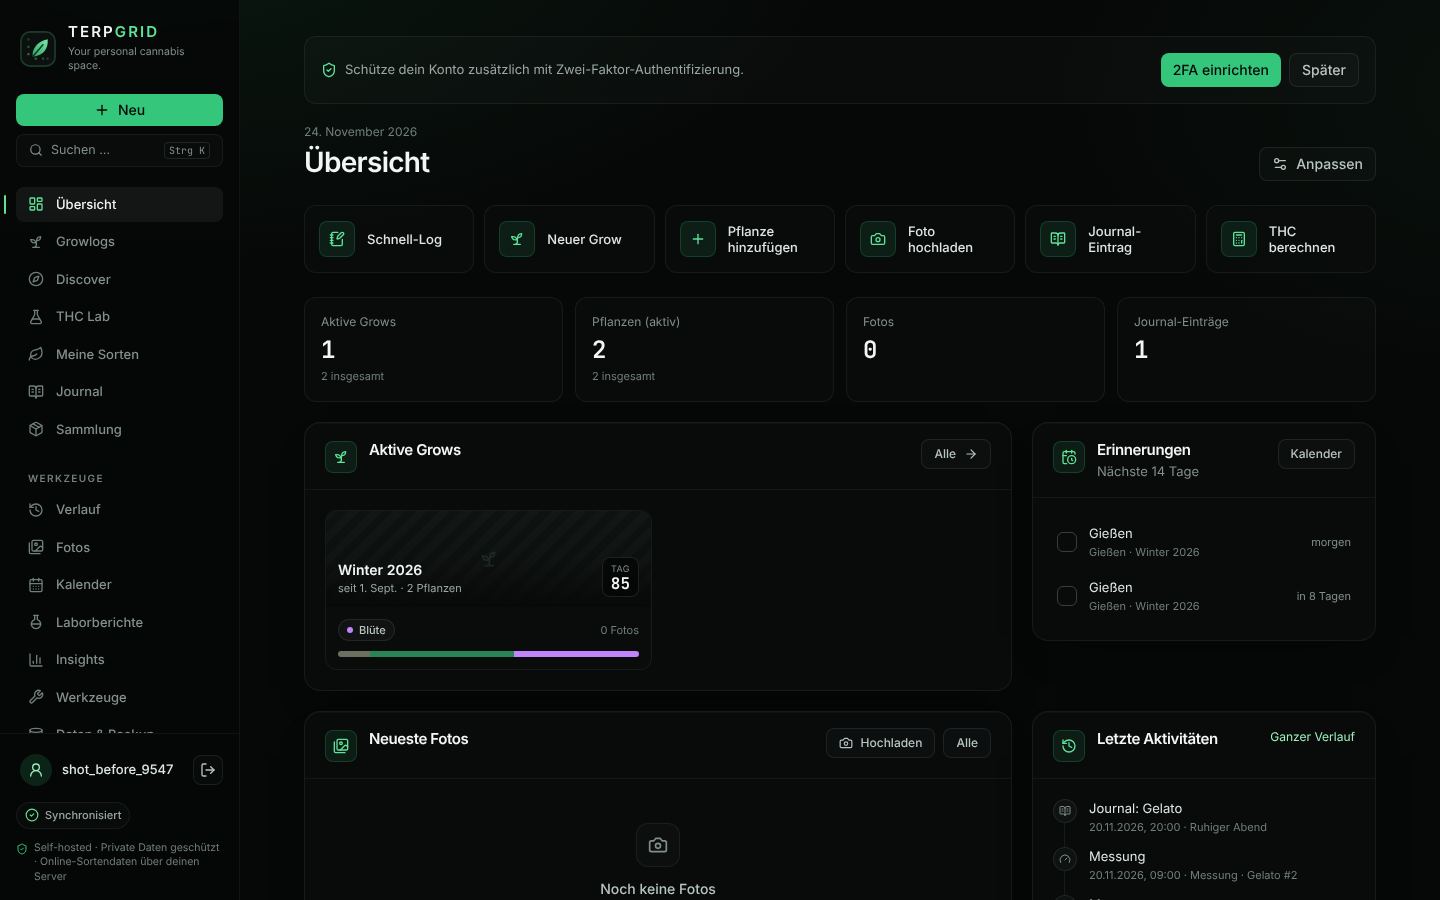 TERPGRID
Your personal cannabis
space.
Neu
Suchen ...
Strg K
Übersicht
Growlogs
Discover
THC Lab
Meine Sorten
Journal
Sammlung
WERKZEUGE
Verlauf
Fotos
Kalender
Laborberichte
Insights
Werkzeuge
Daten & Backup
shot_before_9547
Synchronisiert
Self-hosted · Private Daten geschützt
· Online-Sortendaten über deinen
Server
Schütze dein Konto zusätzlich mit Zwei-Faktor-Authentifizierung.
2FA einrichten
Später
24. November 2026
Übersicht
Anpassen
Schnell-Log
Neuer Grow
Pflanze
hinzufügen
Foto
hochladen
Journal-
Eintrag
THC
berechnen
Aktive Grows
1
2 insgesamt
Pflanzen (aktiv)
2
2 insgesamt
Fotos
0
Journal-Einträge
1
Aktive Grows
Alle
Winter 2026
seit 1. Sept. · 2 Pflanzen
TAG
85
Blüte
0 Fotos
Erinnerungen
Nächste 14 Tage
Kalender
Gießen
Gießen · Winter 2026
morgen
Gießen
Gießen · Winter 2026
in 8 Tagen
Neueste Fotos
Hochladen
Alle
Noch keine Fotos
Letzte Aktivitäten
Ganzer Verlauf
Journal: Gelato
20.11.2026, 20:00 · Ruhiger Abend
Messung
20.11.2026, 09:00 · Messung · Gelato #2